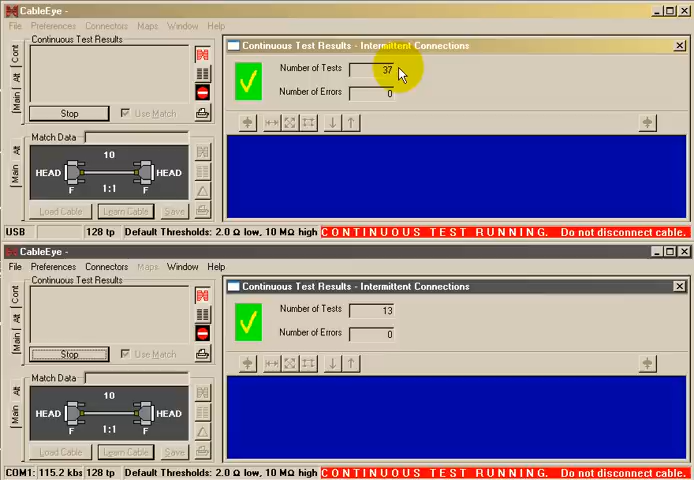 CableEye -
File Preferences Connectors Maps Window Help
Continuous Test Results
Cont
Alt
Main
Stop
Use Match
Match Data
Alt
Main
10
HEAD HEAD
F 1:1 F
Load Cable Learn Cable Save
Continuous Test Results - Intermittent Connections
Number of Tests 37
Number of Errors 0
USB 128 tp Default Thresholds: 2.0 Ω low, 10 MΩ high CONTINUOUS TEST RUNNING. Do not disconnect cable.
CableEye -
File Preferences Connectors Maps Window Help
Continuous Test Results
Cont
Alt
Main
Stop
Use Match
Match Data
Alt
Main
10
HEAD HEAD
F 1:1 F
Load Cable Learn Cable Save
Continuous Test Results - Intermittent Connections
Number of Tests 13
Number of Errors 0
COM1: 115.2 kbs 128 tp Default Thresholds: 2.0 Ω low, 10 MΩ high CONTINUOUS TEST RUNNING. Do not disconnect cable.